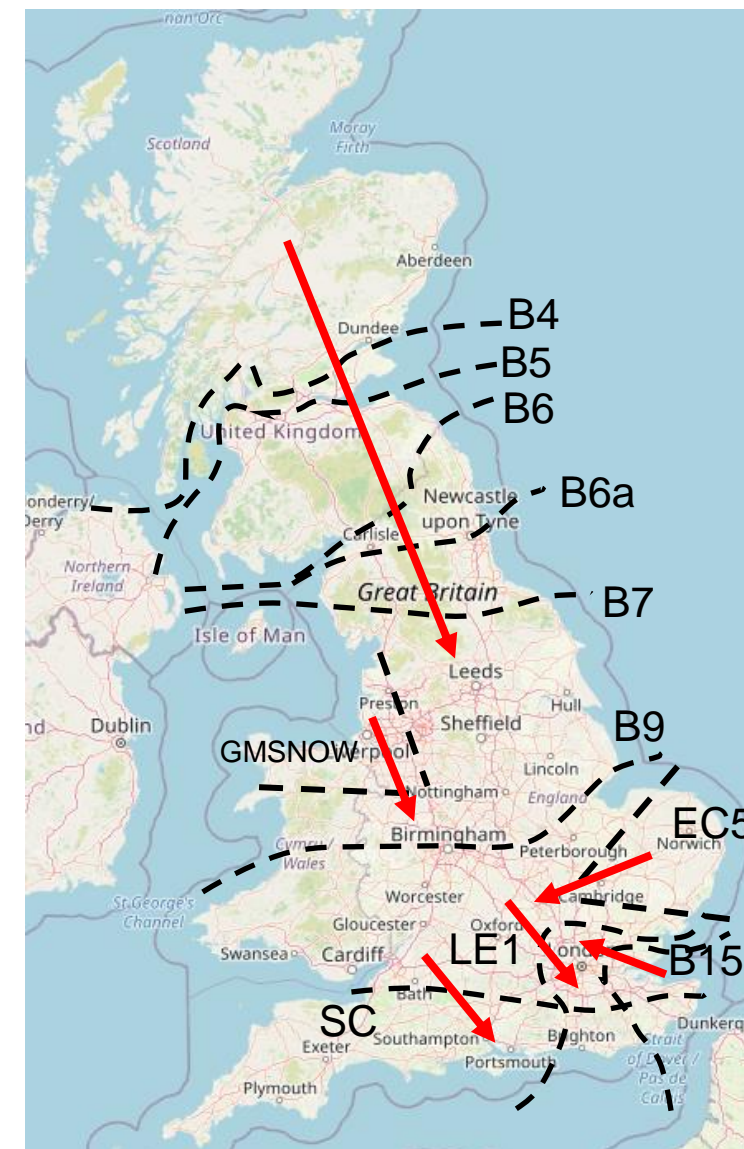 nan Orc
Scotland
Moray
Firth
Aberdeen
Dundee
B4
B5
B6
United Kingdom
onderry/
Derry
Newcastle
upon Tyne
B6a
Carlisle
Northern
Ireland
Great Britain
B7
Isle of Man
Leeds
Preston
Hull
Sheffield
nd
Dublin
B9
GMSNOW
erpool
Lincoln
Nottingham
England
EC5
Birmingham
Peterborough
Norwich
Cymru /
Wales
Worcester
Cambridge
St George's
Channel
Gloucester
Oxford
LE1
Lond
B15
Swansea
Cardiff
Bath
SC
Southampton
Brighton
Strait
of Dover /
Pas de
Calais
Dunkerq
Exeter
Portsmouth
Plymouth